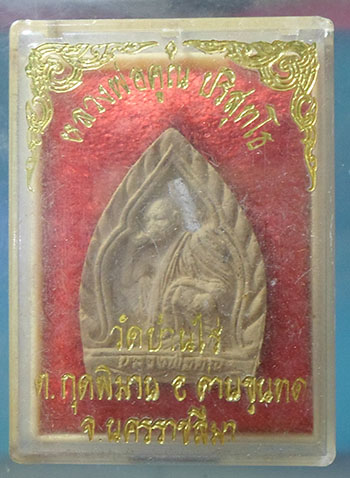 หลวงพ่อคูณ ปริสุทโธ
วัดบ้านไร่
ต. กุดพิมาน อ ด่านขุนทด
จ. นครราชสีมา